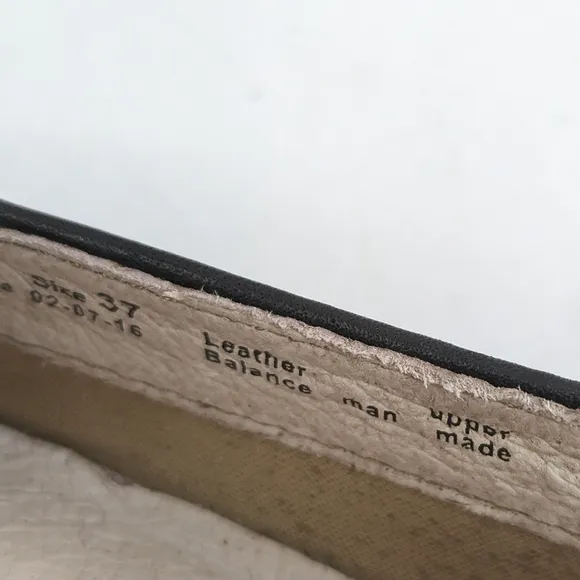 Size 37
02-07-16
Leather upper
Balance man made